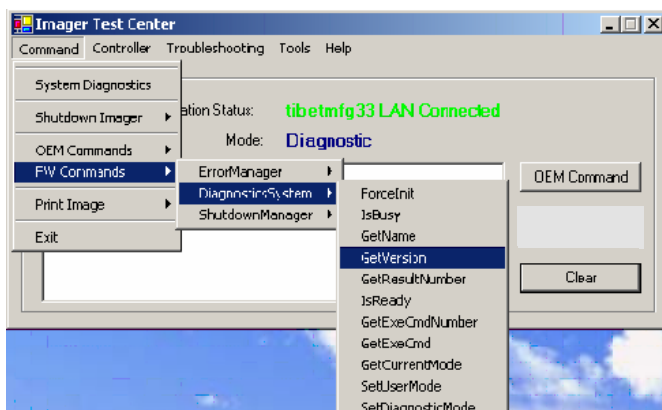 Imager Test Center
Command Controller Troubleshooting Tools Help
System Diagnostics
Shutdown Imager
OEM Commands
FW Commands
Print Image
Exit
ation Status: tibetmfg33 LAN Connected
Mode: Diagnostic
ErrorManager
DiagnosticsSystem
ShutdownManager
ForceInit
IsBusy
GetName
GetVersion
GetResultNumber
IsReady
GetExeCmdNumber
GetExeCmd
GetCurrentMode
SetUserMode
SetDiagnosticMode
OEM Command
Clear